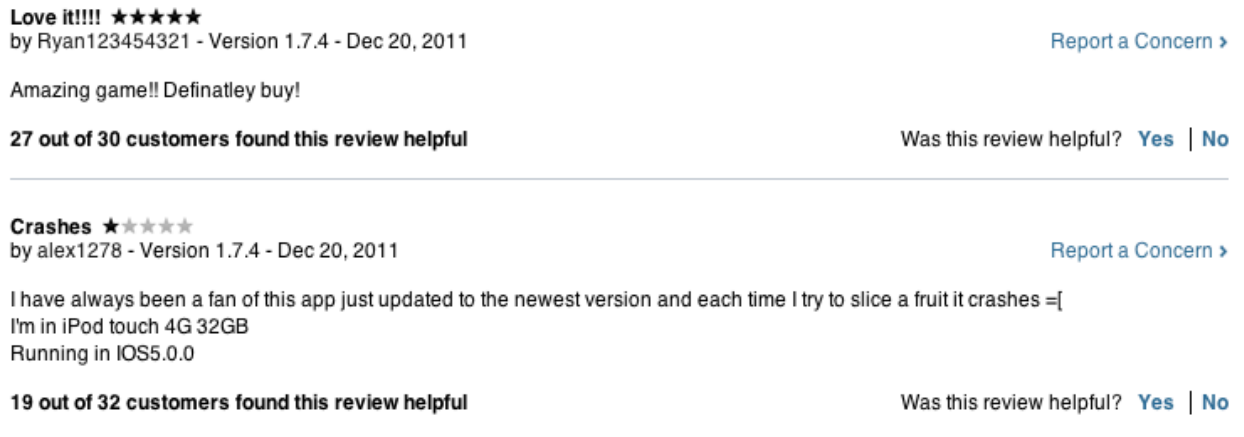 Love it!!!! ★★★★★
by Ryan123454321 - Version 1.7.4 - Dec 20, 2011
Report a Concern ›
Amazing game!! Definatley buy!
27 out of 30 customers found this review helpful
Was this review helpful? Yes | No
Crashes ★★★★★
by alex1278 - Version 1.7.4 - Dec 20, 2011
Report a Concern ›
I have always been a fan of this app just updated to the newest version and each time I try to slice a fruit it crashes =[
I'm in iPod touch 4G 32GB
Running in IOS5.0.0
19 out of 32 customers found this review helpful
Was this review helpful? Yes | No